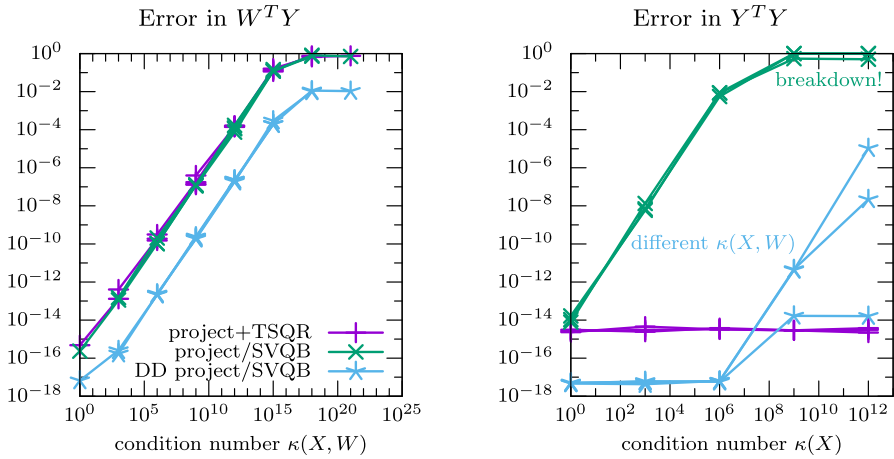 Error in W^T Y
10^0
10^-2
10^-4
10^-6
10^-8
10^-10
10^-12
10^-14
10^-16
10^-18
project+TSQR
project/SVQB
DD project/SVQB
10^0 10^5 10^10 10^15 10^20 10^25
condition number κ(X, W)
Error in Y^T Y
10^0
10^-2
10^-4
10^-6
10^-8
10^-10
10^-12
10^-14
10^-16
10^-18
breakdown!
different κ(X, W)
10^0 10^2 10^4 10^6 10^8 10^10 10^12
condition number κ(X)